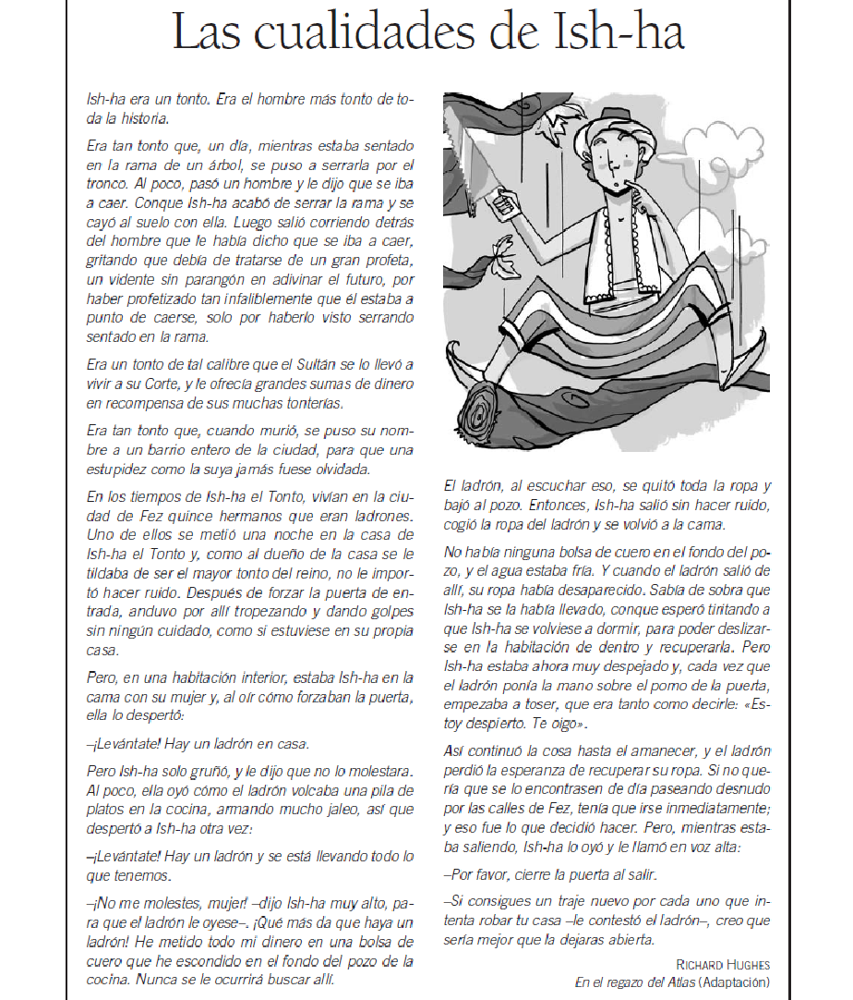 Las cualidades de Ish-ha
Ish-ha era un tonto. Era el hombre más tonto de to-
da la historia.
Era tan tonto que, un día, mientras estaba sentado
en la rama de un árbol, se puso a serrarla por el
tronco. Al poco, pasó un hombre y le dijo que se iba
a caer. Conque Ish-ha acabó de serrar la rama y se
cayó al suelo con ella. Luego salió corriendo detrás
del hombre que le había dicho que se iba a caer,
gritando que debía de tratarse de un gran profeta,
un vidente sin parangón en adivinar el futuro, por
haber profetizado tan infaliblemente que él estaba a
punto de caerse, solo por haberlo visto serrando
sentado en la rama.
Era un tonto de tal calibre que el Sultán se lo llevó a
vivir a su Corte, y le ofrecía grandes sumas de dinero
en recompensa de sus muchas tonterías.
Era tan tonto que, cuando murió, se puso su nom-
bre a un barrio entero de la ciudad, para que una
estupidez como la suya jamás fuese olvidada.
En los tiempos de Ish-ha el Tonto, vivían en la ciu-
dad de Fez quince hermanos que eran ladrones.
Uno de ellos se metió una noche en la casa de
Ish-ha el Tonto y, como al dueño de la casa se le
tildaba de ser el mayor tonto del reino, no le impor-
tó hacer ruido. Después de forzar la puerta de en-
trada, anduvo por allí tropezando y dando golpes
sin ningún cuidado, como si estuviese en su propia
casa.
Pero, en una habitación interior, estaba Ish-ha en la
cama con su mujer y, al oír cómo forzaban la puerta,
ella lo despertó:
–¡Levántate! Hay un ladrón en casa.
Pero Ish-ha solo gruñó, y le dijo que no lo molestara.
Al poco, ella oyó cómo el ladrón volcaba una pila de
platos en la cocina, armando mucho jaleo, así que
despertó a Ish-ha otra vez:
–¡Levántate! Hay un ladrón y se está llevando todo lo
que tenemos.
–¡No me molestes, mujer! –dijo Ish-ha muy alto, pa-
ra que el ladrón le oyese–. ¡Qué más da que haya un
ladrón! He metido todo mi dinero en una bolsa de
cuero que he escondido en el fondo del pozo de la
cocina. Nunca se le ocurrirá buscar allí.
El ladrón, al escuchar eso, se quitó toda la ropa y
bajó al pozo. Entonces, Ish-ha salió sin hacer ruido,
cogió la ropa del ladrón y se volvió a la cama.
No había ninguna bolsa de cuero en el fondo del po-
zo, y el agua estaba fría. Y cuando el ladrón salió de
allí, su ropa había desaparecido. Sabía de sobra que
Ish-ha se la había llevado, conque esperó tiritando a
que Ish-ha se volviese a dormir, para poder deslizar-
se en la habitación de dentro y recuperarla. Pero
Ish-ha estaba ahora muy despejado y, cada vez que
el ladrón ponía la mano sobre el pomo de la puerta,
empezaba a toser, que era tanto como decirle: «Es-
toy despierto. Te oigo».
Así continuó la cosa hasta el amanecer, y el ladrón
perdió la esperanza de recuperar su ropa. Si no que-
ría que se lo encontrasen de día paseando desnudo
por las calles de Fez, tenía que irse inmediatamente;
y eso fue lo que decidió hacer. Pero, mientras esta-
ba saliendo, Ish-ha lo oyó y le llamó en voz alta:
–Por favor, cierre la puerta al salir.
–Si consigues un traje nuevo por cada uno que in-
tenta robar tu casa –le contestó el ladrón–, creo que
sería mejor que la dejaras abierta.
RICHARD HUGHES
En el regazo del Atlas (Adaptación)